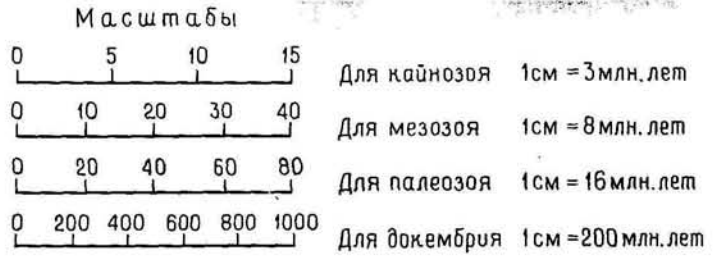 Масштабы
0 5 10 15 Для кайнозоя 1см = 3млн. лет
0 10 20 30 40 Для мезозоя 1см = 8млн. лет
0 20 40 60 80 Для палеозоя 1см = 16млн. лет
0 200 400 600 800 1000 Для докембрия 1см = 200млн. лет